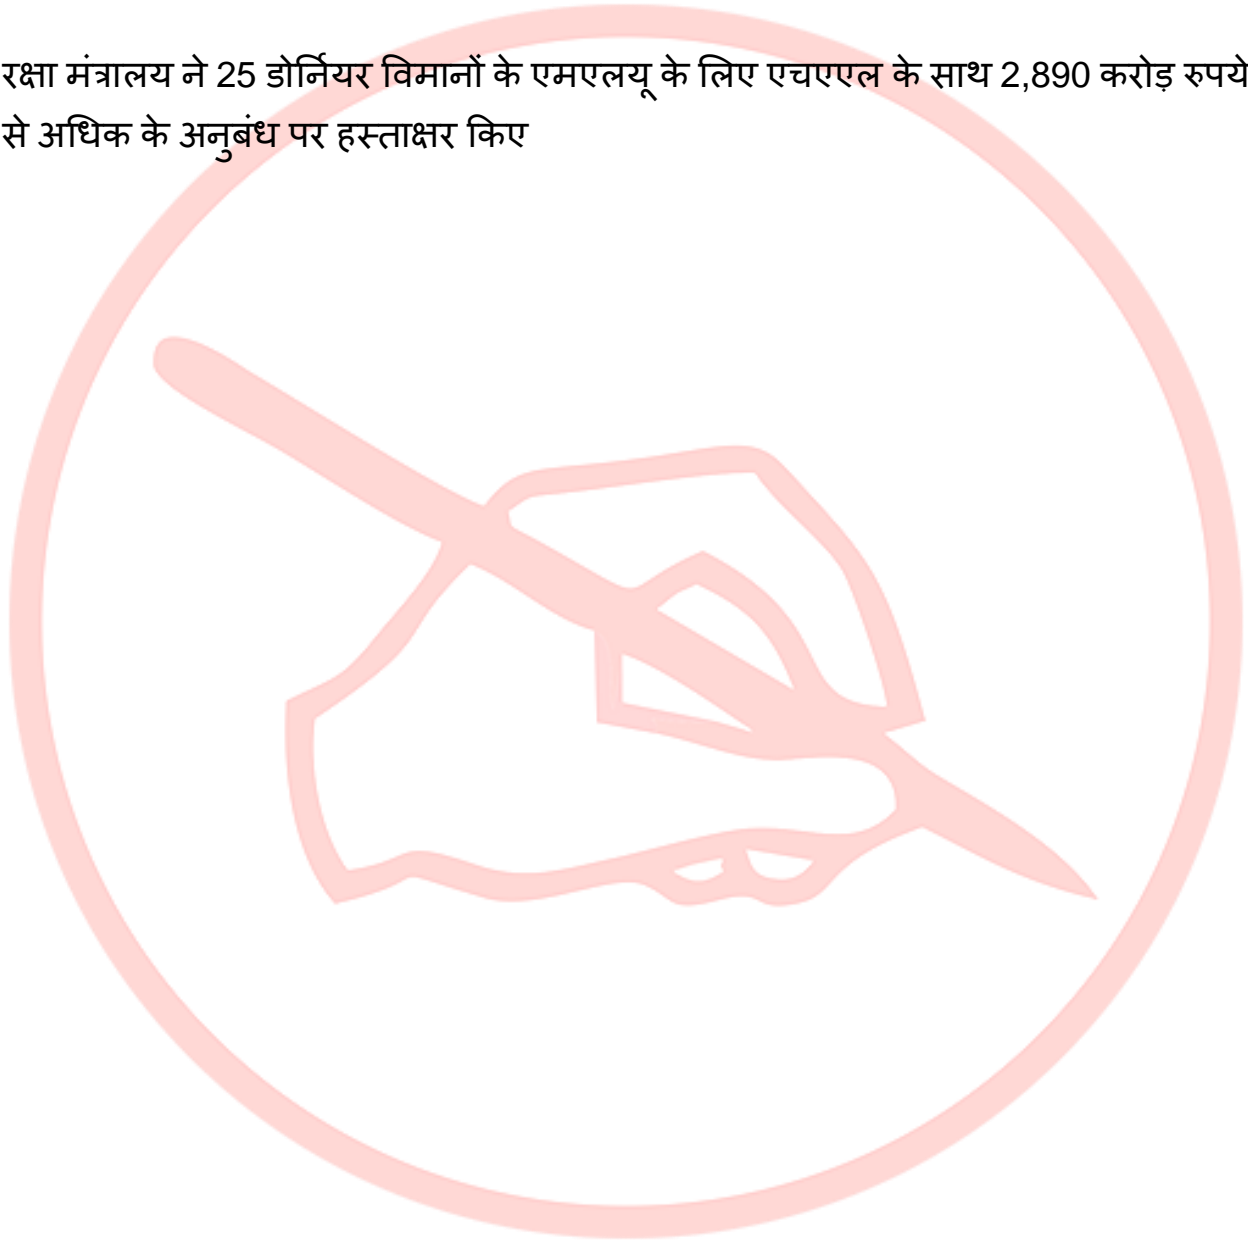 रक्षा मंत्रालय ने 25 डोर्नियर विमानों के एमएलयू के लिए एचएएल के साथ 2,890 करोड़ रुपये
से अधिक के अनुबंध पर हस्ताक्षर किए